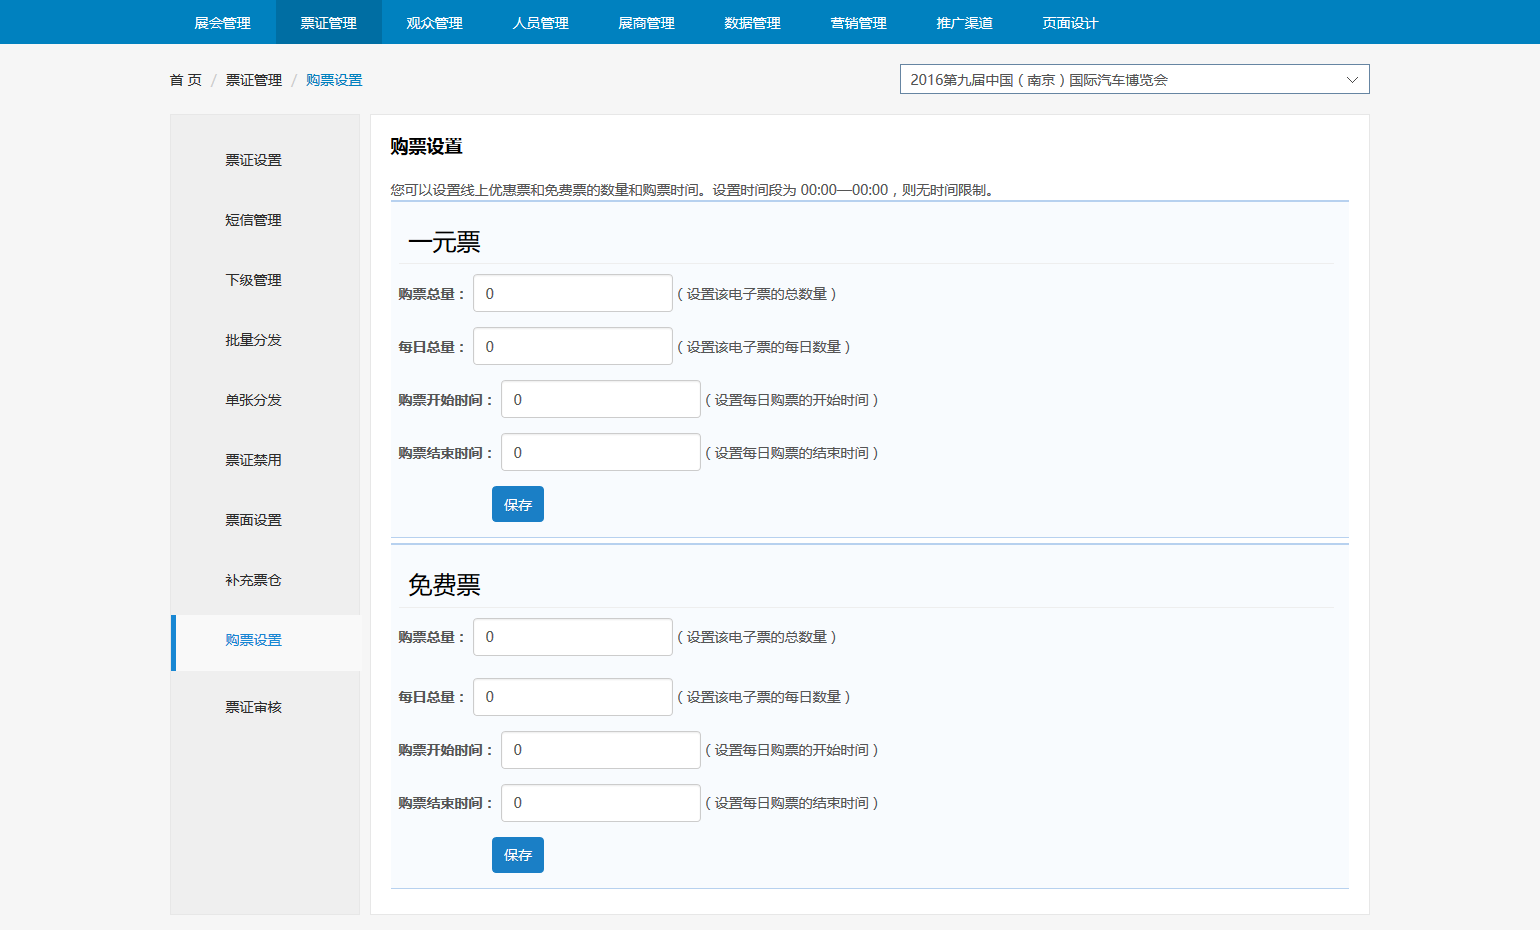 展会管理 票证管理 观众管理 人员管理 展商管理 数据管理 营销管理 推广渠道 页面设计
首 页 / 票证管理 / 购票设置
2016第九届中国（南京）国际汽车博览会
票证设置
短信管理
下级管理
批量分发
单张分发
票证禁用
票面设置
补充票仓
购票设置
票证审核
购票设置
您可以设置线上优惠票和免费票的数量和购票时间。设置时间段为 00:00—00:00，则无时间限制。
一元票
购票总量： 0 （设置该电子票的总数量）
每日总量： 0 （设置该电子票的每日数量）
购票开始时间： 0 （设置每日购票的开始时间）
购票结束时间： 0 （设置每日购票的结束时间）
保存
免费票
购票总量： 0 （设置该电子票的总数量）
每日总量： 0 （设置该电子票的每日数量）
购票开始时间： 0 （设置每日购票的开始时间）
购票结束时间： 0 （设置每日购票的结束时间）
保存